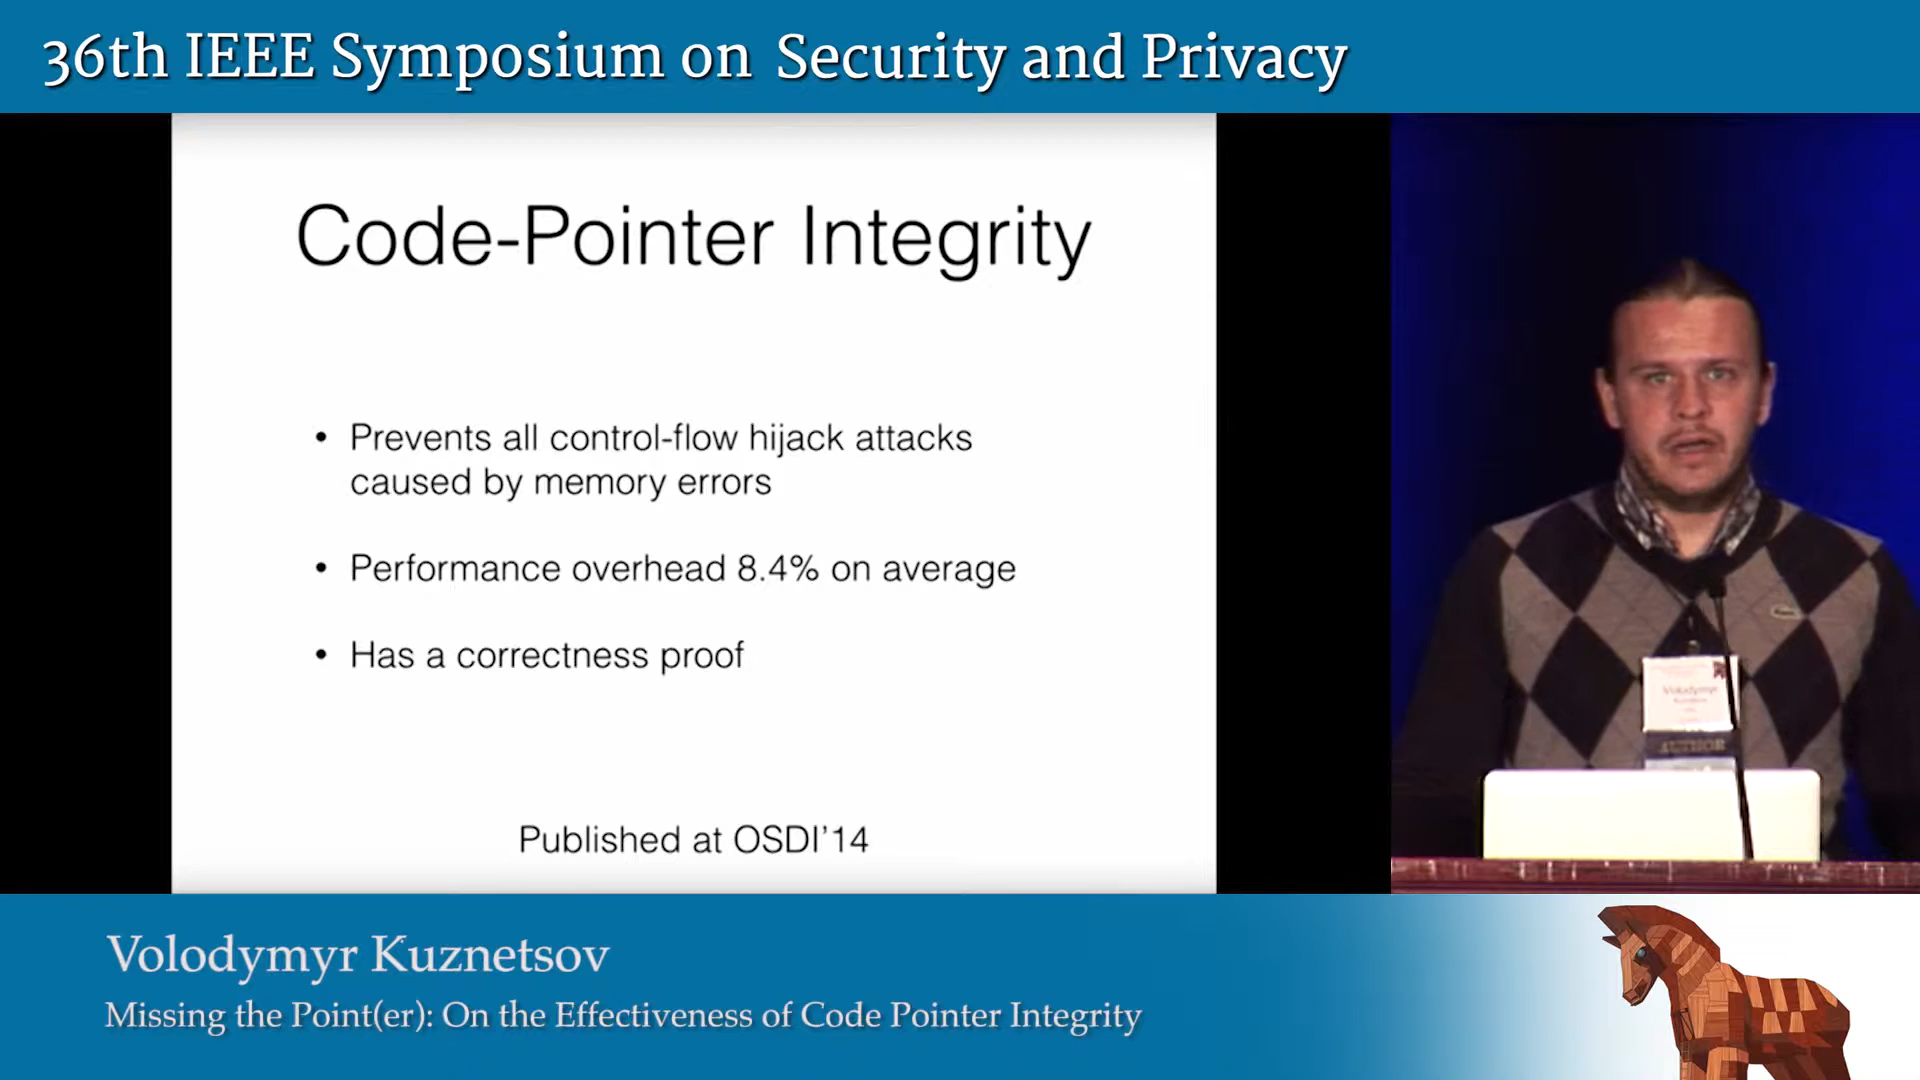 36th IEEE Symposium on Security and Privacy
Code-Pointer Integrity
• Prevents all control-flow hijack attacks
caused by memory errors
• Performance overhead 8.4% on average
• Has a correctness proof
Published at OSDI'14
Volodymyr
AUTHOR
Volodymyr Kuznetsov
Missing the Point(er): On the Effectiveness of Code Pointer Integrity